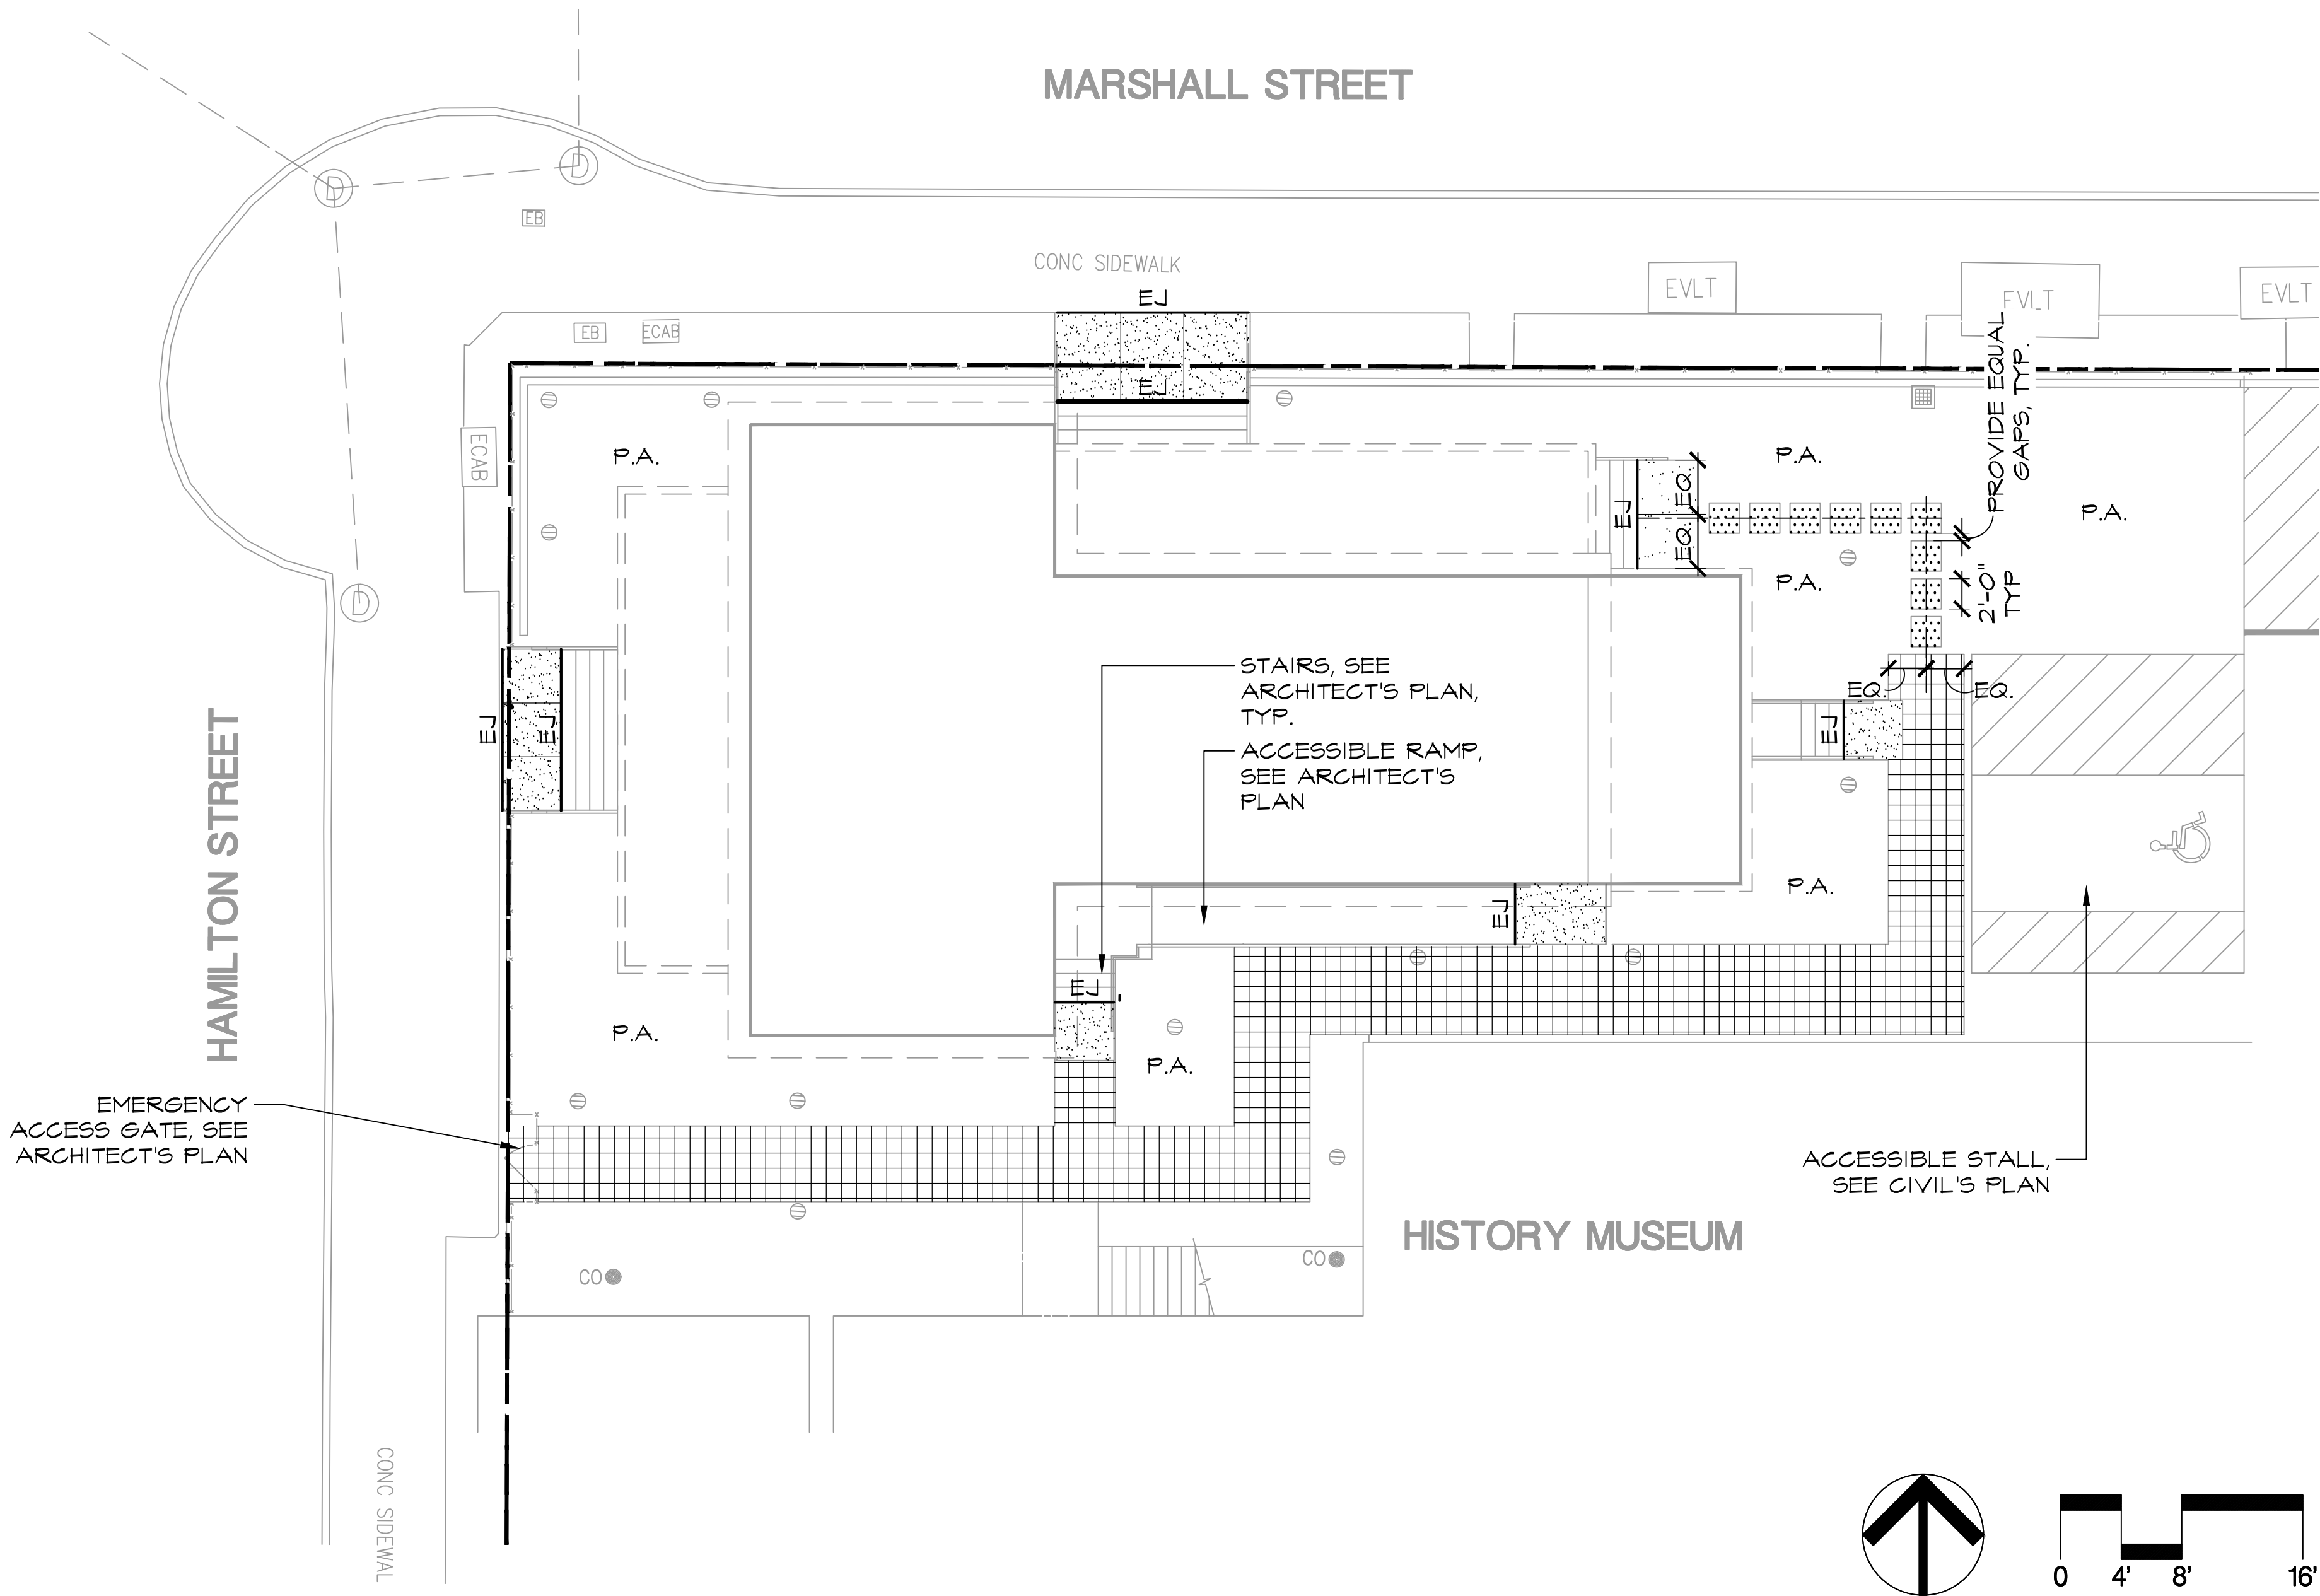 MARSHALL STREET
D
D
EB
CONC SIDEWALK
EJ
EVLT
EVLT
EVLT
EB
ECAB
EJ
PROVIDE EQUAL
GAPS, TYP.
ECAB
P.A.
P.A.
EQ.
EJ
EQ.
P.A.
P.A.
2'-0"
TYP
D
STAIRS, SEE
ARCHITECT'S PLAN,
TYP.
EQ.
EQ.
EJ
EJ
EJ
ACCESSIBLE RAMP,
SEE ARCHITECT'S
PLAN
HAMILTON STREET
P.A.
EJ
EJ
P.A.
P.A.
EMERGENCY
ACCESS GATE, SEE
ARCHITECT'S PLAN
ACCESSIBLE STALL,
SEE CIVIL'S PLAN
HISTORY MUSEUM
CO
CO
CONC SIDEWAL
0 4' 8' 16'